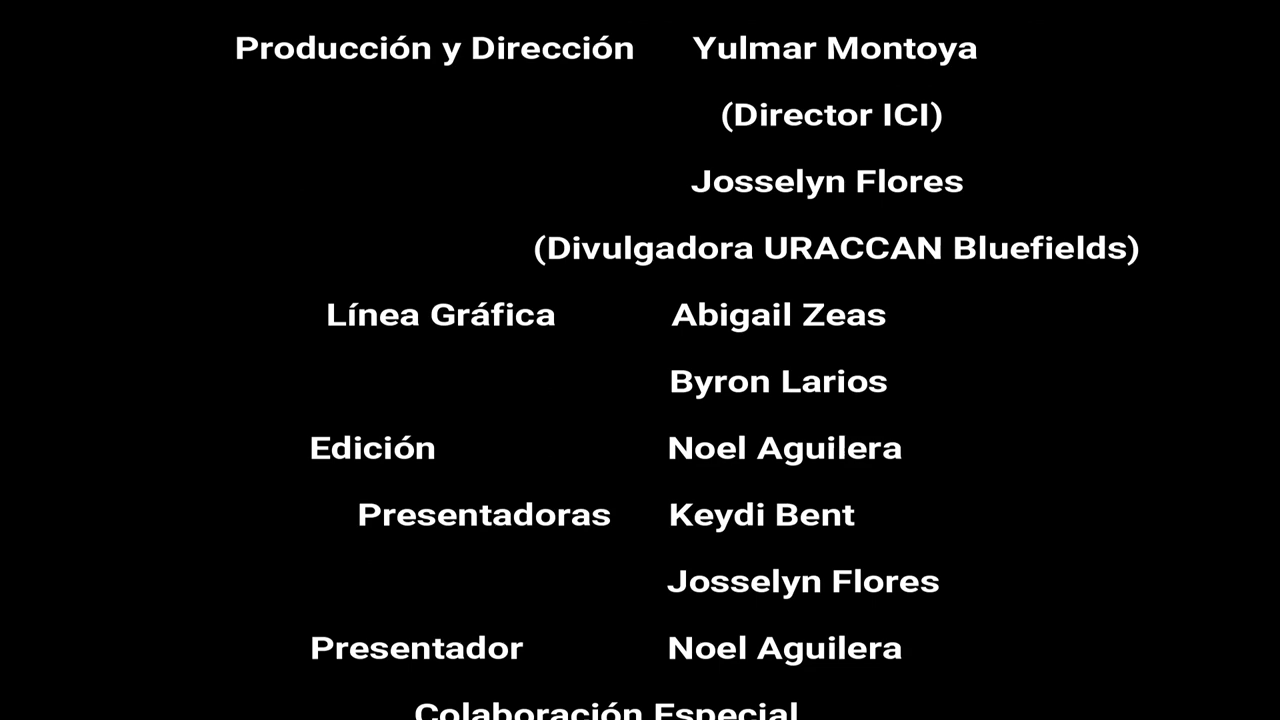 Producción y Dirección Yulmar Montoya
(Director ICI)
Josselyn Flores
(Divulgadora URACCAN Bluefields)
Línea Gráfica Abigail Zeas
Byron Larios
Edición Noel Aguilera
Presentadoras Keydi Bent
Josselyn Flores
Presentador Noel Aguilera
Colaboración Especial